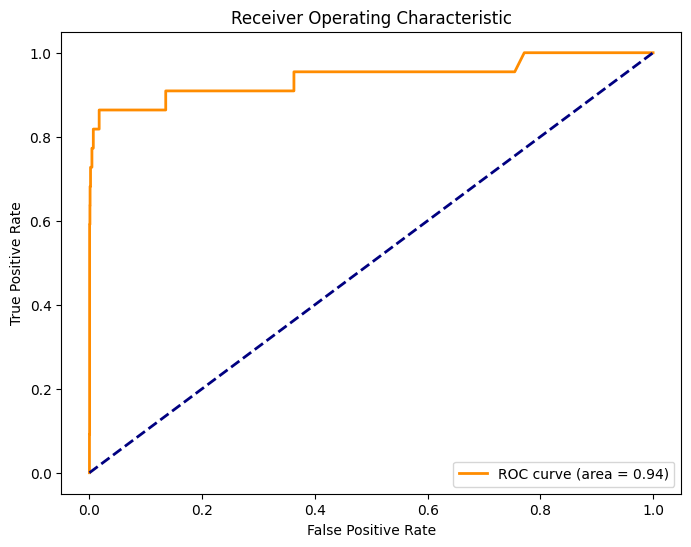 Receiver Operating Characteristic
1.0
0.8
0.6
0.4
0.2
0.0
True Positive Rate
ROC curve (area = 0.94)
0.0 0.2 0.4 0.6 0.8 1.0
False Positive Rate